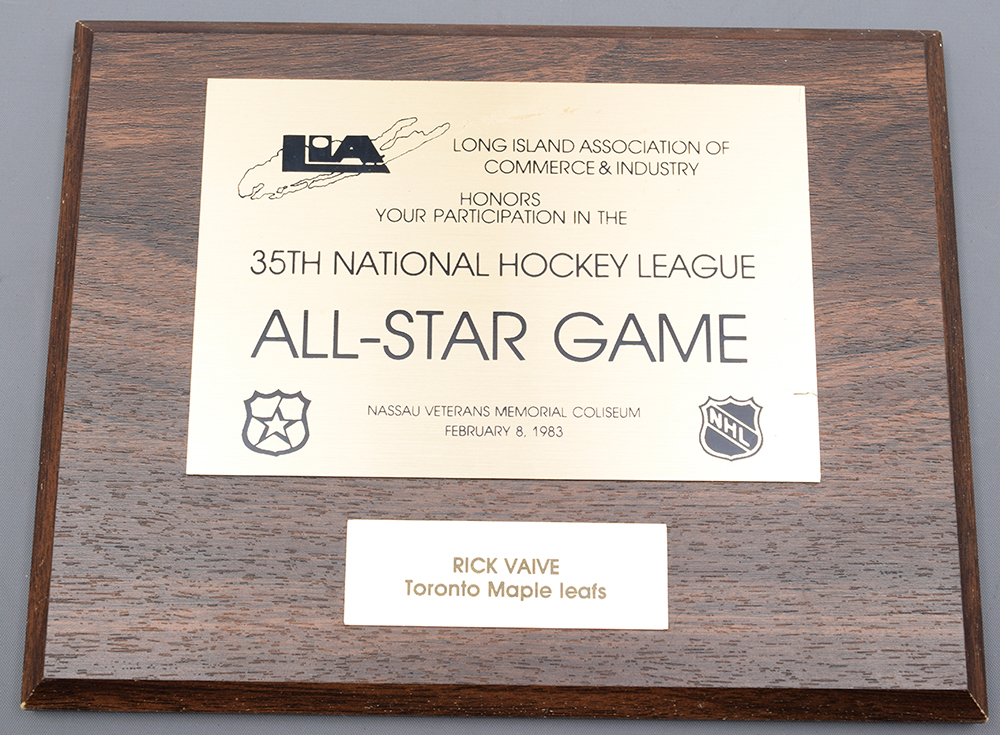 LIA
LONG ISLAND ASSOCIATION OF
COMMERCE & INDUSTRY
HONORS
YOUR PARTICIPATION IN THE
35TH NATIONAL HOCKEY LEAGUE
ALL-STAR GAME
NASSAU VETERANS MEMORIAL COLISEUM
FEBRUARY 8, 1983
NHL
RICK VAIVE
Toronto Maple leafs